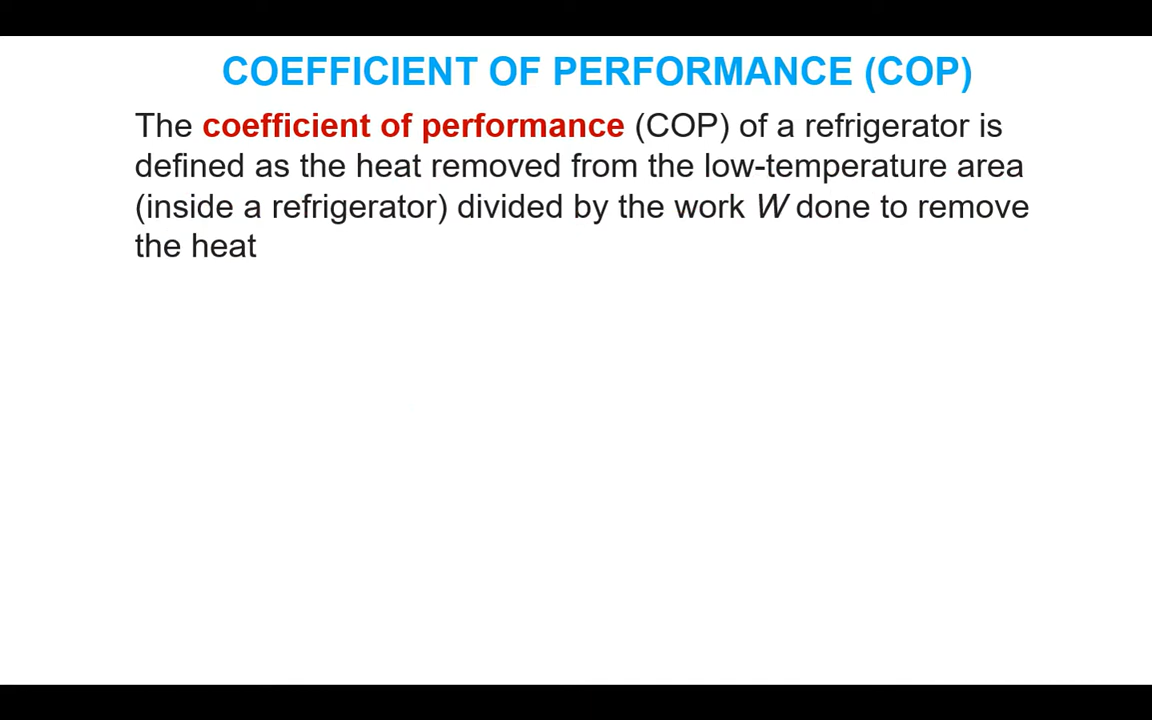 COEFFICIENT OF PERFORMANCE (COP)
The coefficient of performance (COP) of a refrigerator is
defined as the heat removed from the low-temperature area
(inside a refrigerator) divided by the work W done to remove
the heat